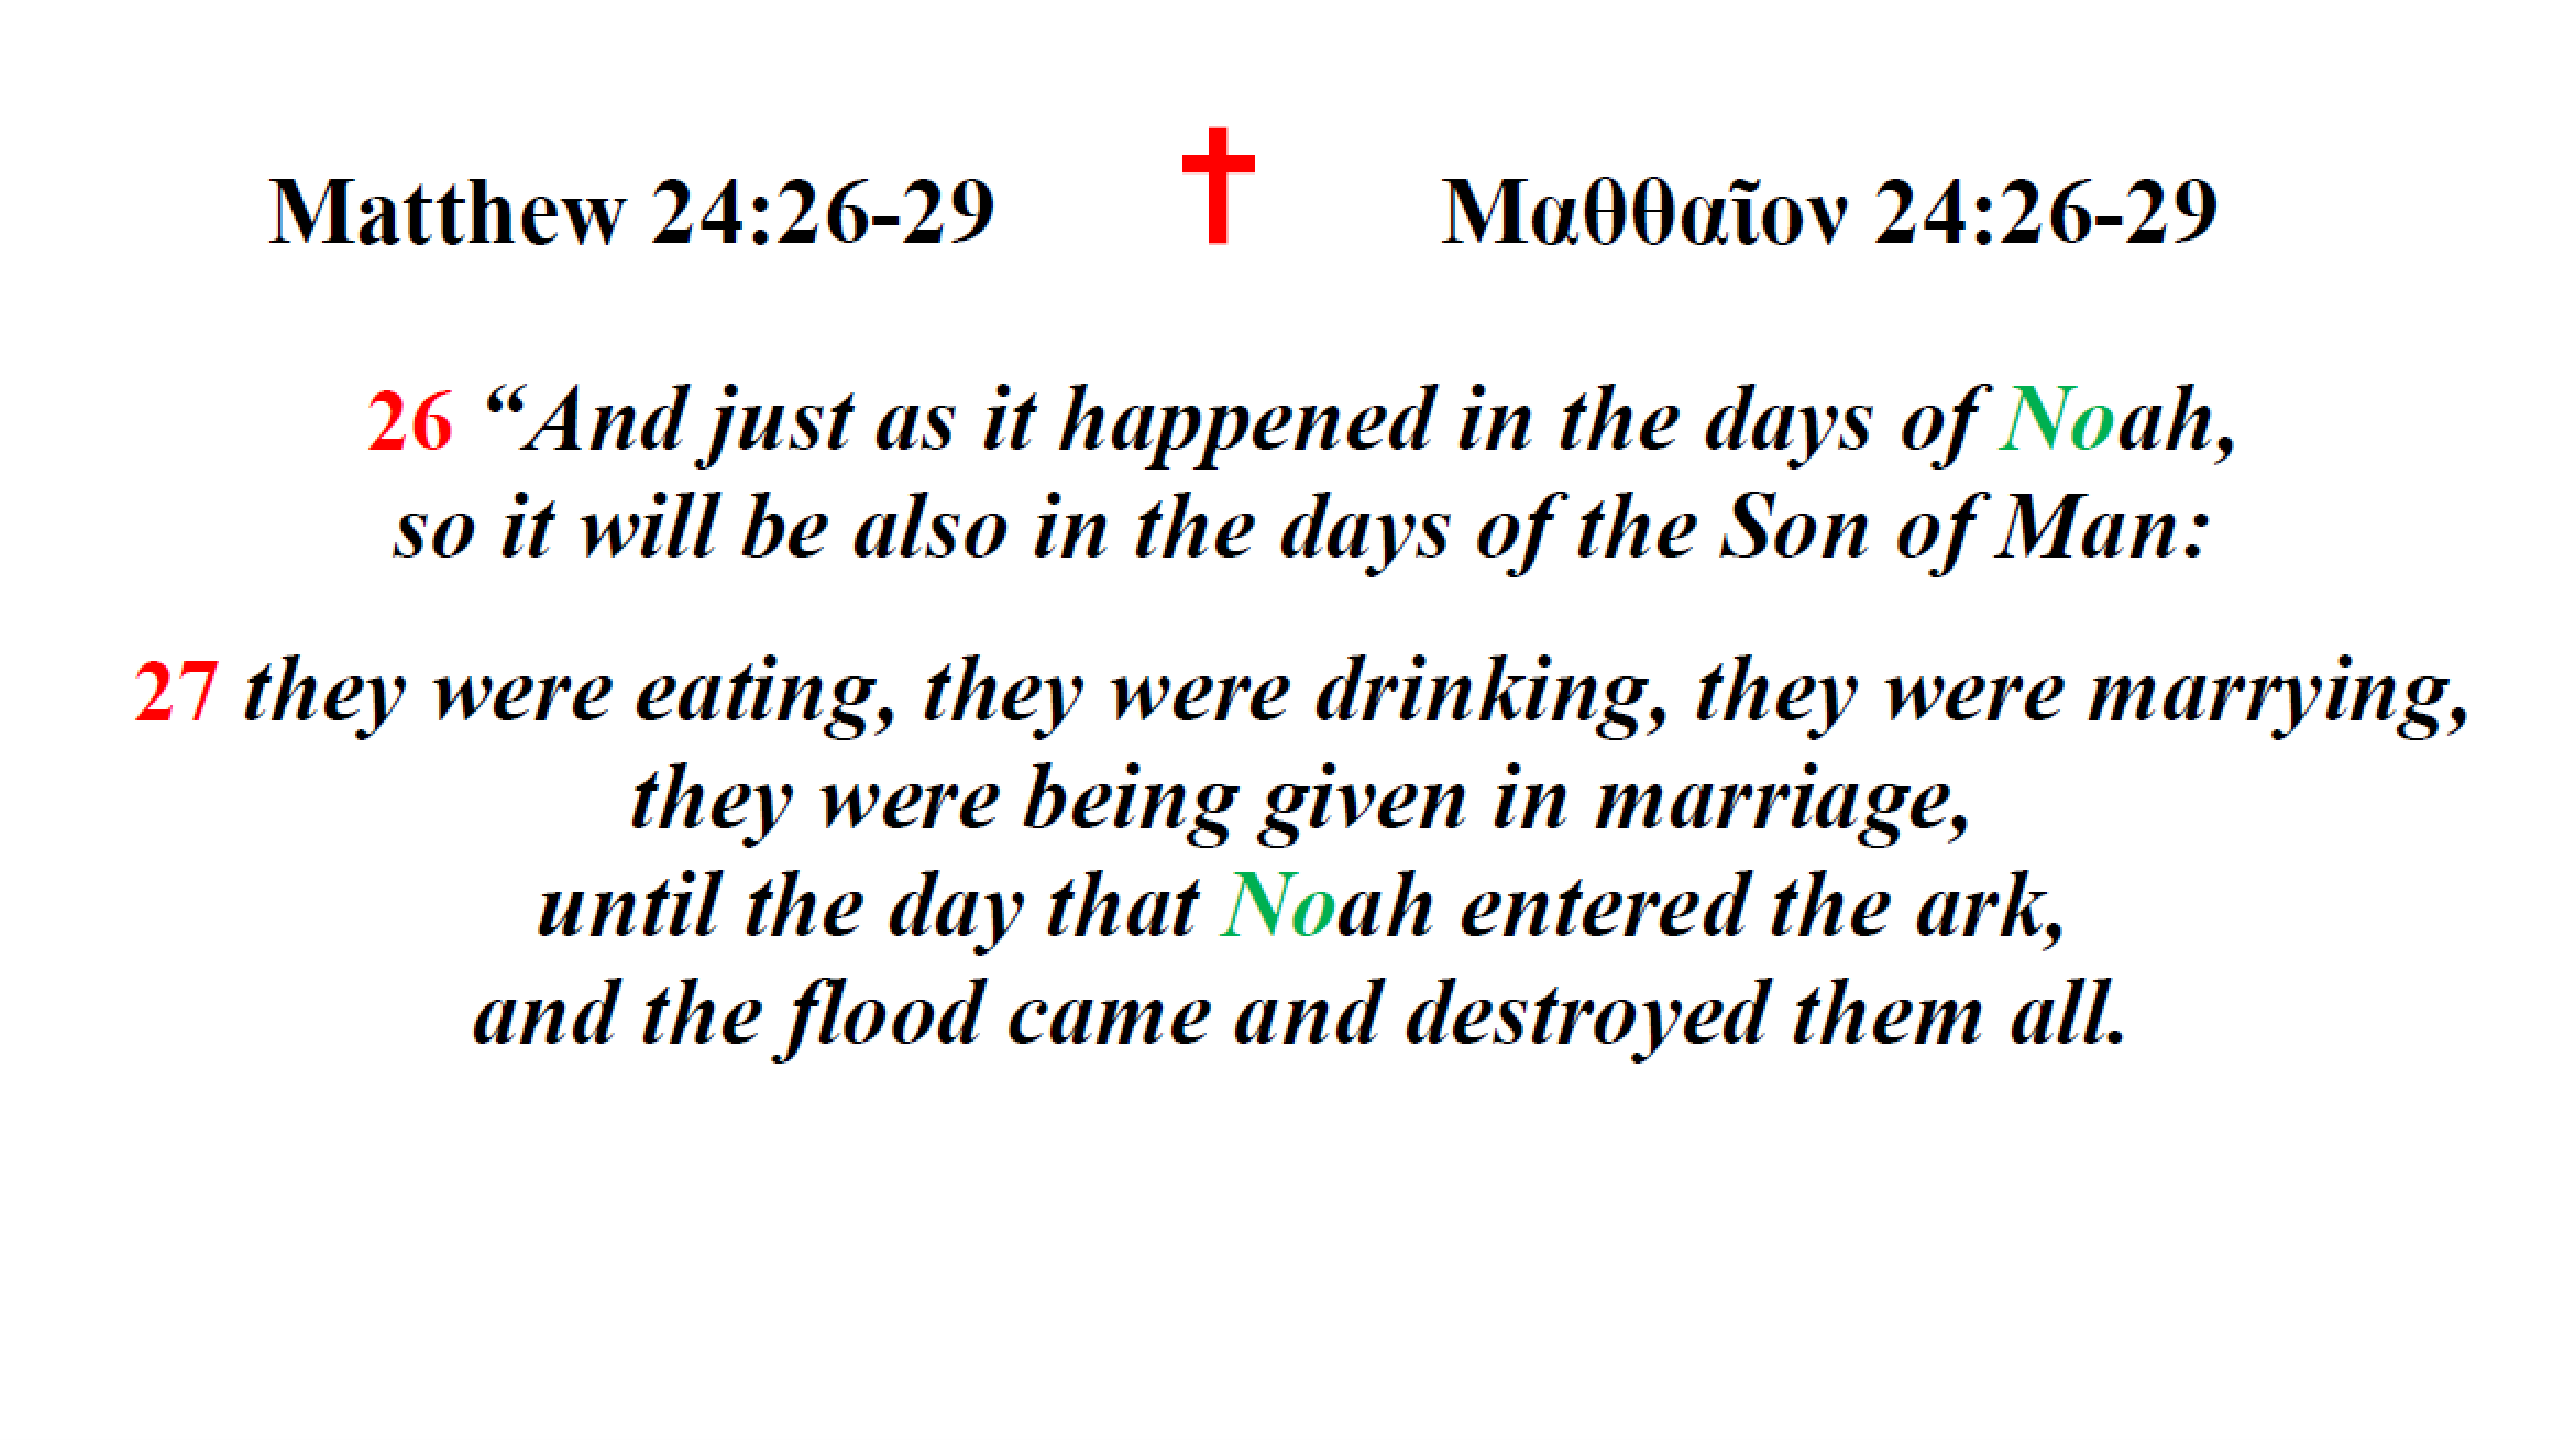 Matthew 24:26-29 ✝ Μαθθαῖον 24:26-29
26 “And just as it happened in the days of Noah,
so it will be also in the days of the Son of Man:
27 they were eating, they were drinking, they were marrying,
they were being given in marriage,
until the day that Noah entered the ark,
and the flood came and destroyed them all.